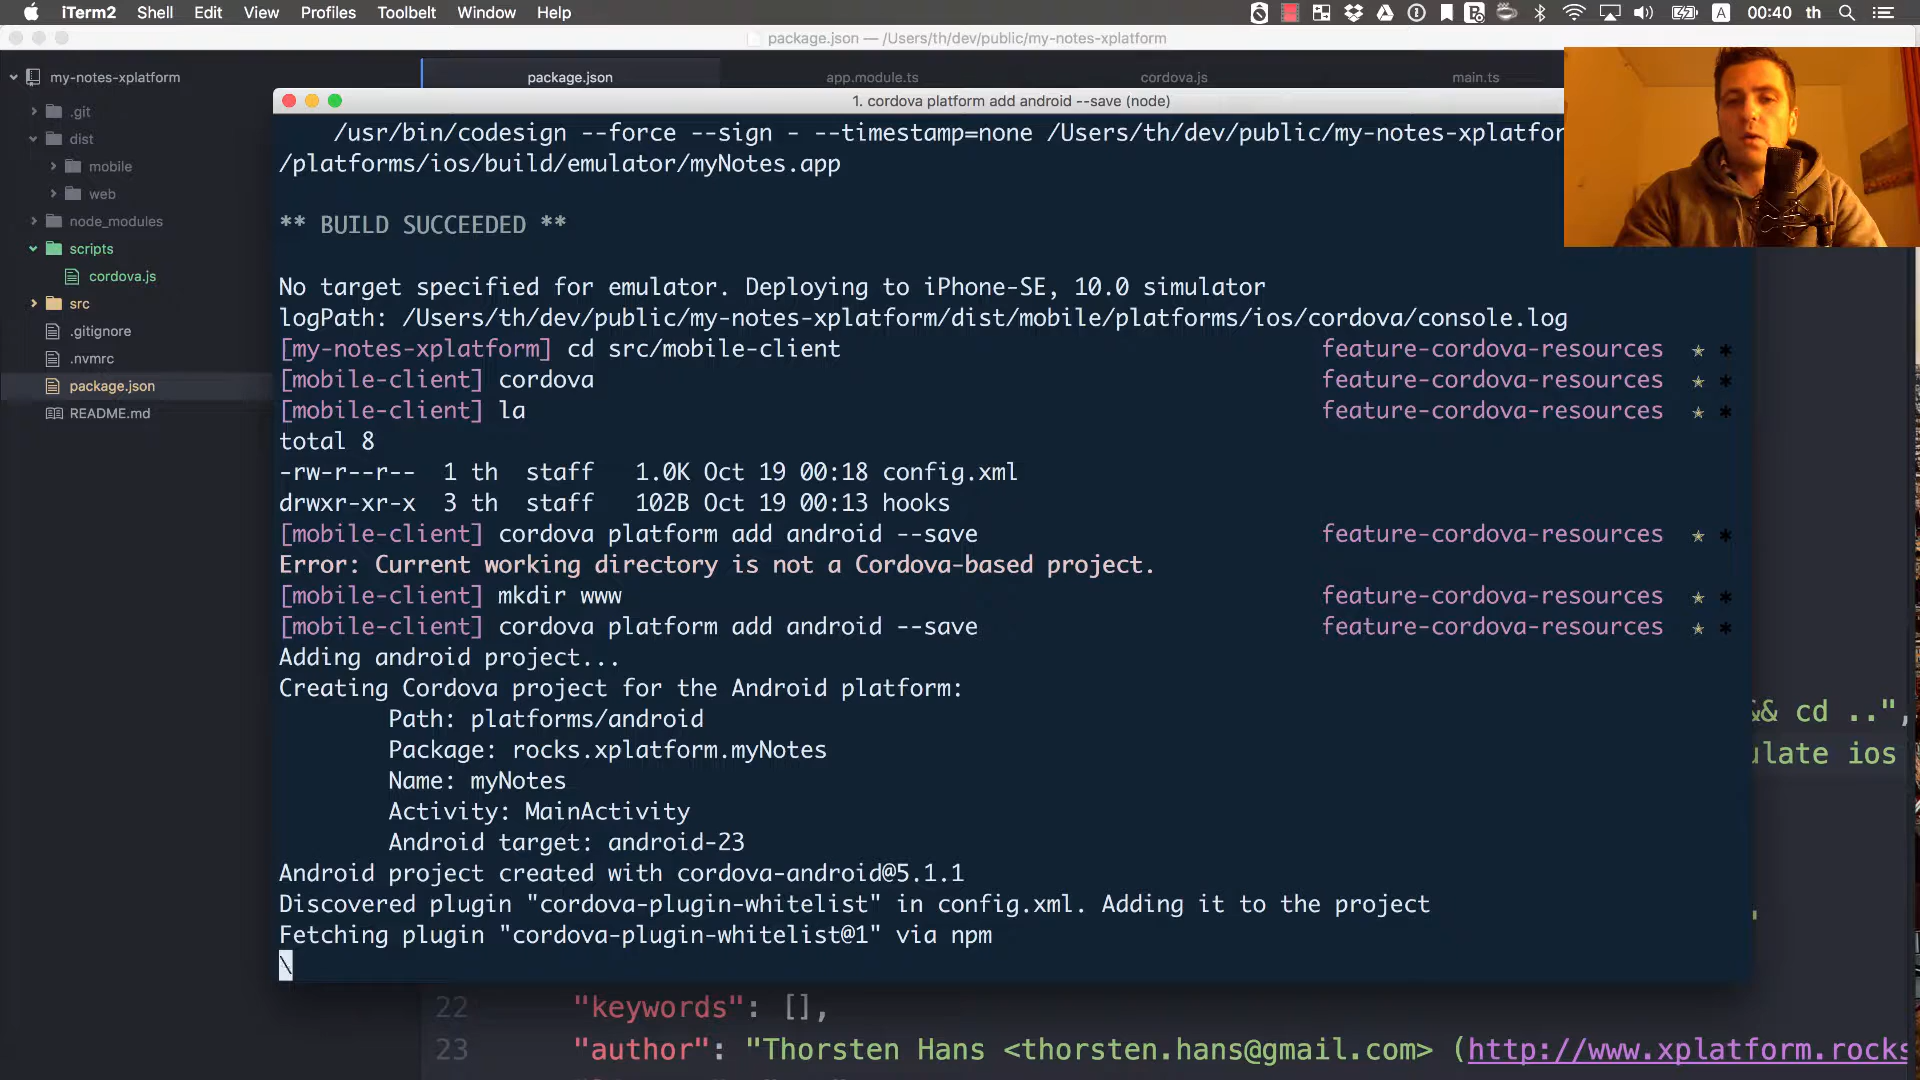 iTerm2 Shell Edit View Profiles Toolbelt Window Help A 00:40 th
package.json — /Users/th/dev/public/my-notes-xplatform
my-notes-xplatform package.json app.module.ts cordova.js main.ts
.git
dist
mobile
web
node_modules
scripts
cordova.js
src
.gitignore
.nvmrc
package.json
README.md
1. cordova platform add android --save (node)
/usr/bin/codesign --force --sign - --timestamp=none /Users/th/dev/public/my-notes-xplatfor
/platforms/ios/build/emulator/myNotes.app
** BUILD SUCCEEDED **
No target specified for emulator. Deploying to iPhone-SE, 10.0 simulator
logPath: /Users/th/dev/public/my-notes-xplatform/dist/mobile/platforms/ios/cordova/console.log
[my-notes-xplatform] cd src/mobile-client feature-cordova-resources ★ *
[mobile-client] cordova feature-cordova-resources ★ *
[mobile-client] la feature-cordova-resources ★ *
total 8
-rw-r--r-- 1 th staff 1.0K Oct 19 00:18 config.xml
drwxr-xr-x 3 th staff 102B Oct 19 00:13 hooks
[mobile-client] cordova platform add android --save feature-cordova-resources ★ *
Error: Current working directory is not a Cordova-based project.
[mobile-client] mkdir www feature-cordova-resources ★ *
[mobile-client] cordova platform add android --save feature-cordova-resources ★ *
Adding android project...
Creating Cordova project for the Android platform:
Path: platforms/android
Package: rocks.xplatform.myNotes
Name: myNotes
Activity: MainActivity
Android target: android-23
Android project created with cordova-android@5.1.1
Discovered plugin "cordova-plugin-whitelist" in config.xml. Adding it to the project
Fetching plugin "cordova-plugin-whitelist@1" via npm
\
&& cd ..",
ulate ios
22 "keywords": [],
23 "author": "Thorsten Hans <thorsten.hans@gmail.com> (http://www.xplatform.rocks